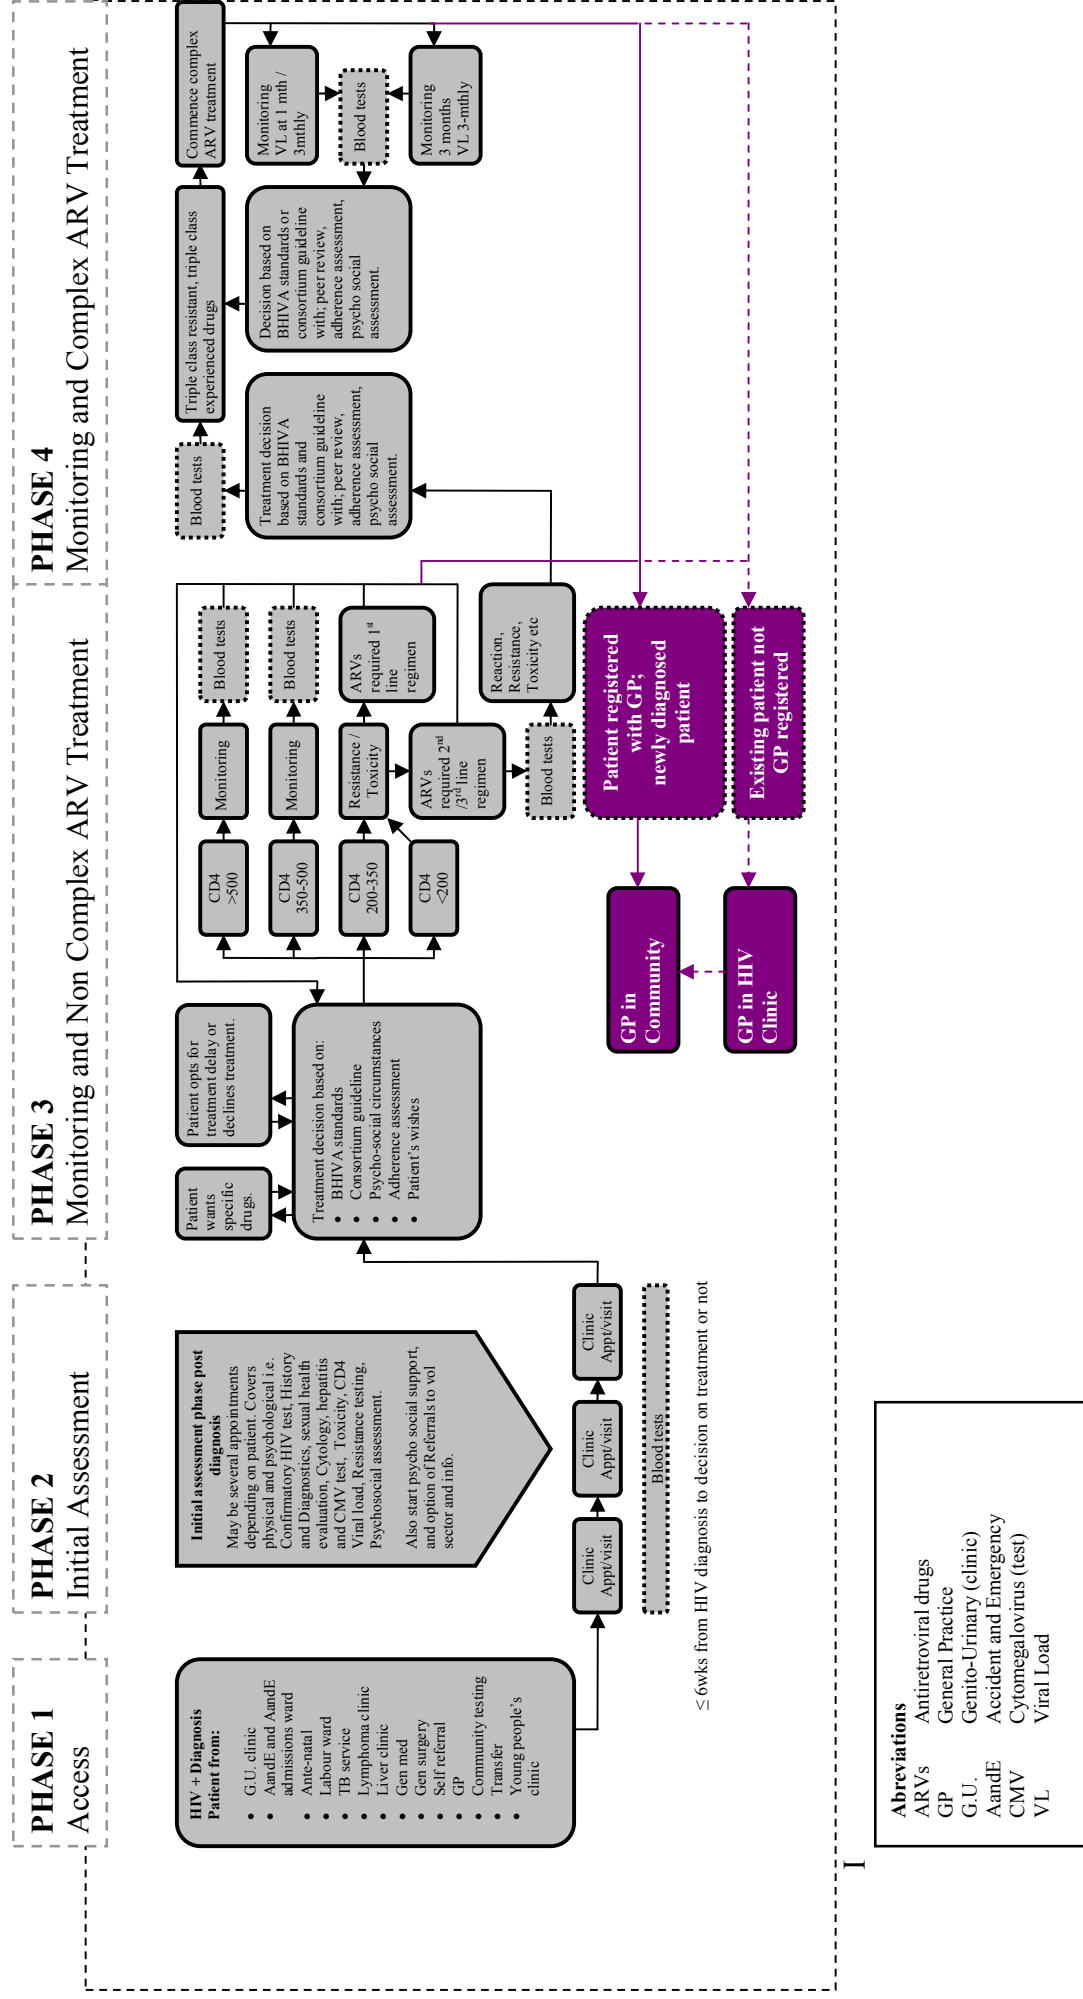 PHASE 1
Access
PHASE 2
Initial Assessment
PHASE 3
Monitoring and Non Complex ARV Treatment
PHASE 4
Monitoring and Complex ARV Treatment
HIV + Diagnosis
Patient from:
• G.U. clinic
• AandE and AandE
admissions ward
• Ante-natal
• Labour ward
• TB service
• Lymphoma clinic
• Liver clinic
• Gen med
• Gen surgery
• Self referral
• GP
• Community testing
• Transfer
• Young people's
clinic
Initial assessment phase post
diagnosis
May be several appointments
depending on patient. Covers
physical and psychological i.e.
Confirmatory HIV test, History
and Diagnostics, sexual health
evaluation, Cytology, hepatitis
and CMV test, Toxicity, CD4
Viral load, Resistance testing,
Psychosocial assessment.
Also start psycho social support,
and option of Referrals to vol
sector and info.
Clinic
Appt/visit
Clinic
Appt/visit
Clinic
Appt/visit
Blood tests
≤ 6wks from HIV diagnosis to decision on treatment or not
Patient
wants
specific
drugs.
Patient opts for
treatment delay or
declines treatment.
Treatment decision based on:
• BHIVA standards
• Consortium guideline
• Psycho-social circumstances
• Adherence assessment
• Patient's wishes
CD4
>500
CD4
350-500
CD4
200-350
CD4
<200
Monitoring
Monitoring
Resistance /
Toxicity
ARVs
required 2nd
/3rd line
regimen
Blood tests
Blood tests
ARVs
required 1st
line
regimen
Blood tests
Reaction,
Resistance,
Toxicity etc
Blood tests
Treatment decision
based on BHIVA
standards and
consortium guideline
with; peer review,
adherence assessment,
psycho social
assessment.
Triple class resistant, triple class
experienced drugs
Decision based on
BHIVA standards or
consortium guideline
with; peer review,
adherence assessment,
psycho social
assessment.
Commence complex
ARV treatment
Monitoring
VL at 1 mth /
3mthly
Blood tests
Monitoring
3 months
VL 3-mthly
Patient registered
with GP;
newly diagnosed
patient
Existing patient not
GP registered
GP in
Community
GP in HIV
Clinic
I
Abreviations
ARVs Antiretroviral drugs
GP General Practice
G.U. Genito-Urinary (clinic)
AandE Accident and Emergency
CMV Cytomegalovirus (test)
VL Viral Load